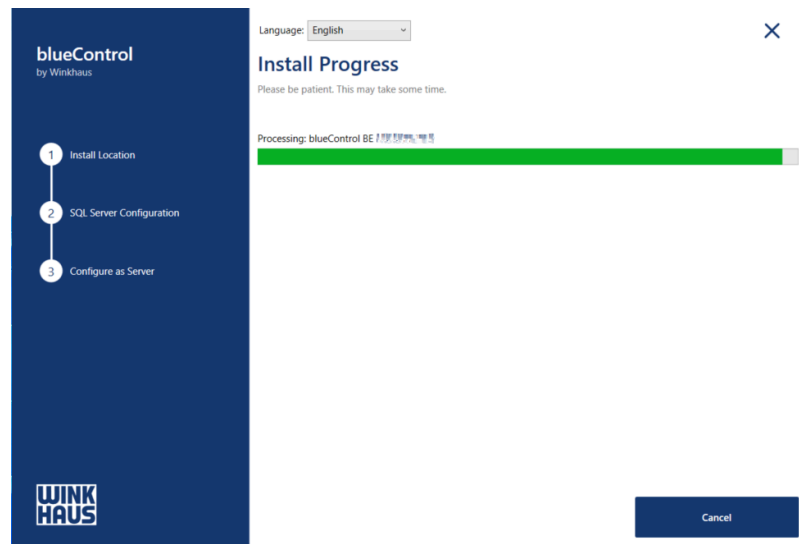 blueControl
by Winkhaus
1 Install Location
2 SQL Server Configuration
3 Configure as Server
WINK
HAUS
Language: English
Install Progress
Please be patient. This may take some time.
Processing: blueControl BE
Cancel